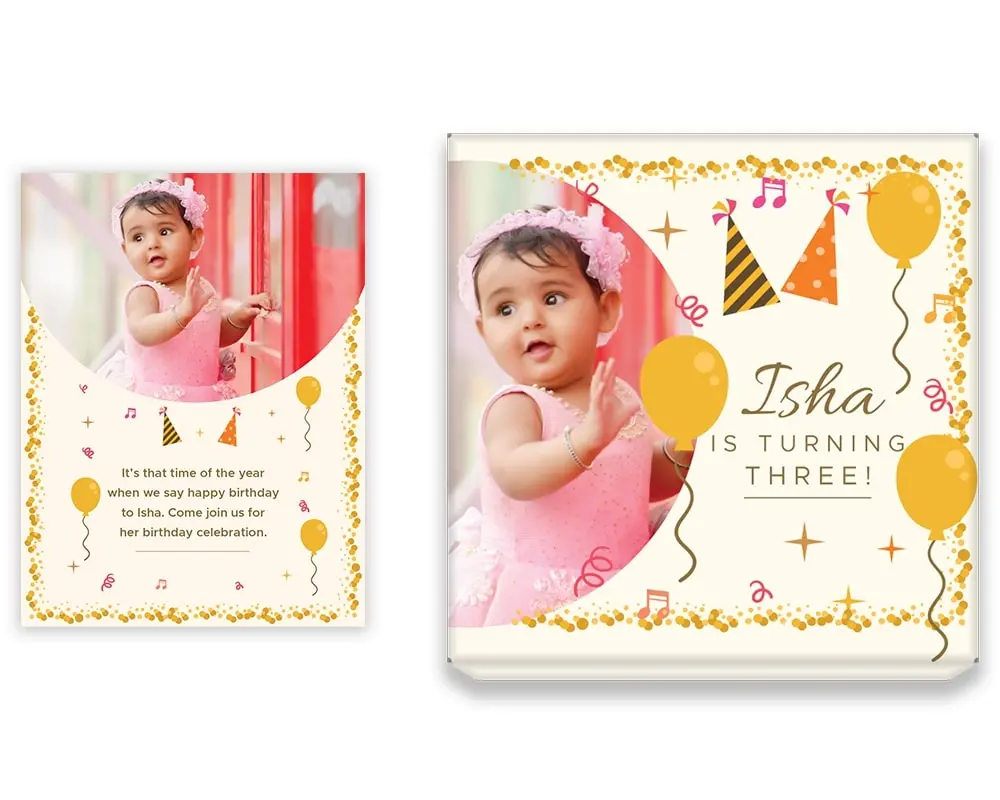 It's that time of the year
when we say happy birthday
to Isha. Come join us for
her birthday celebration.
Isha
IS TURNING
THREE!